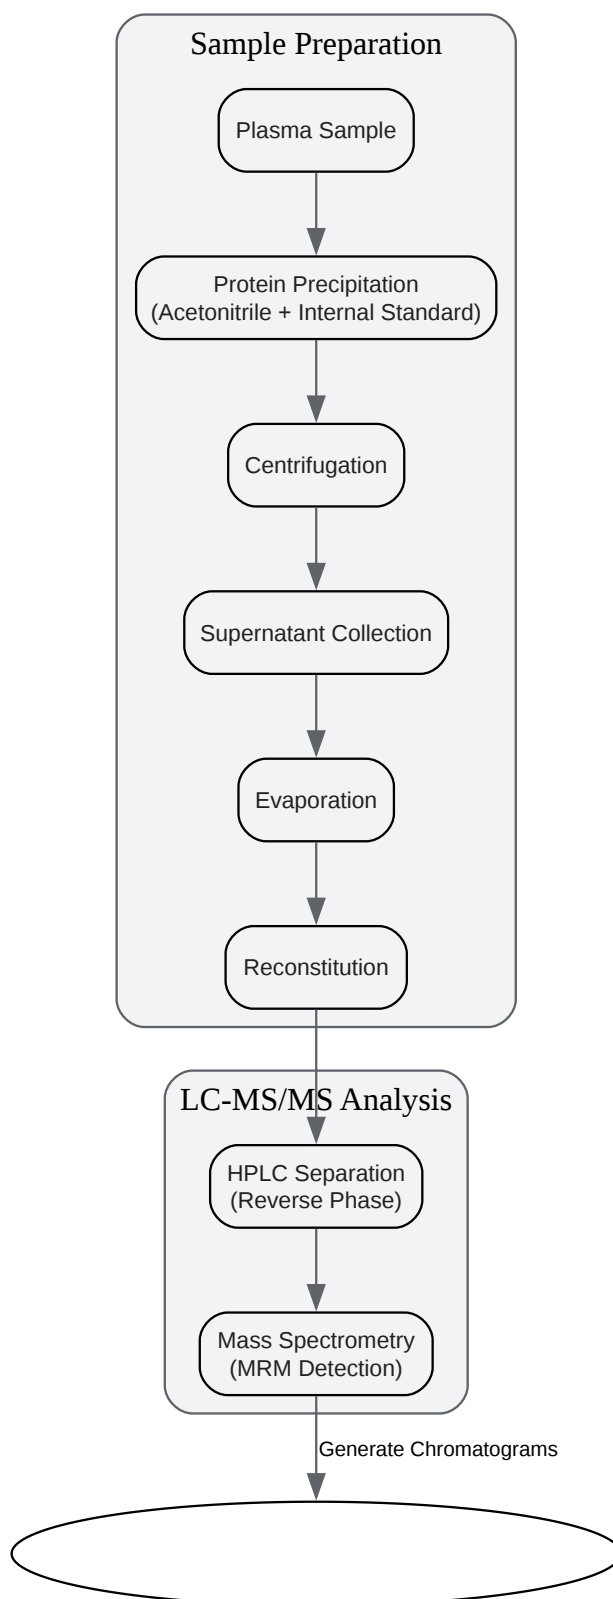 Sample Preparation
Plasma Sample
Protein Precipitation
(Acetonitrile + Internal Standard)
Centrifugation
Supernatant Collection
Evaporation
Reconstitution
LC-MS/MS Analysis
HPLC Separation
(Reverse Phase)
Mass Spectrometry
(MRM Detection)
Generate Chromatograms